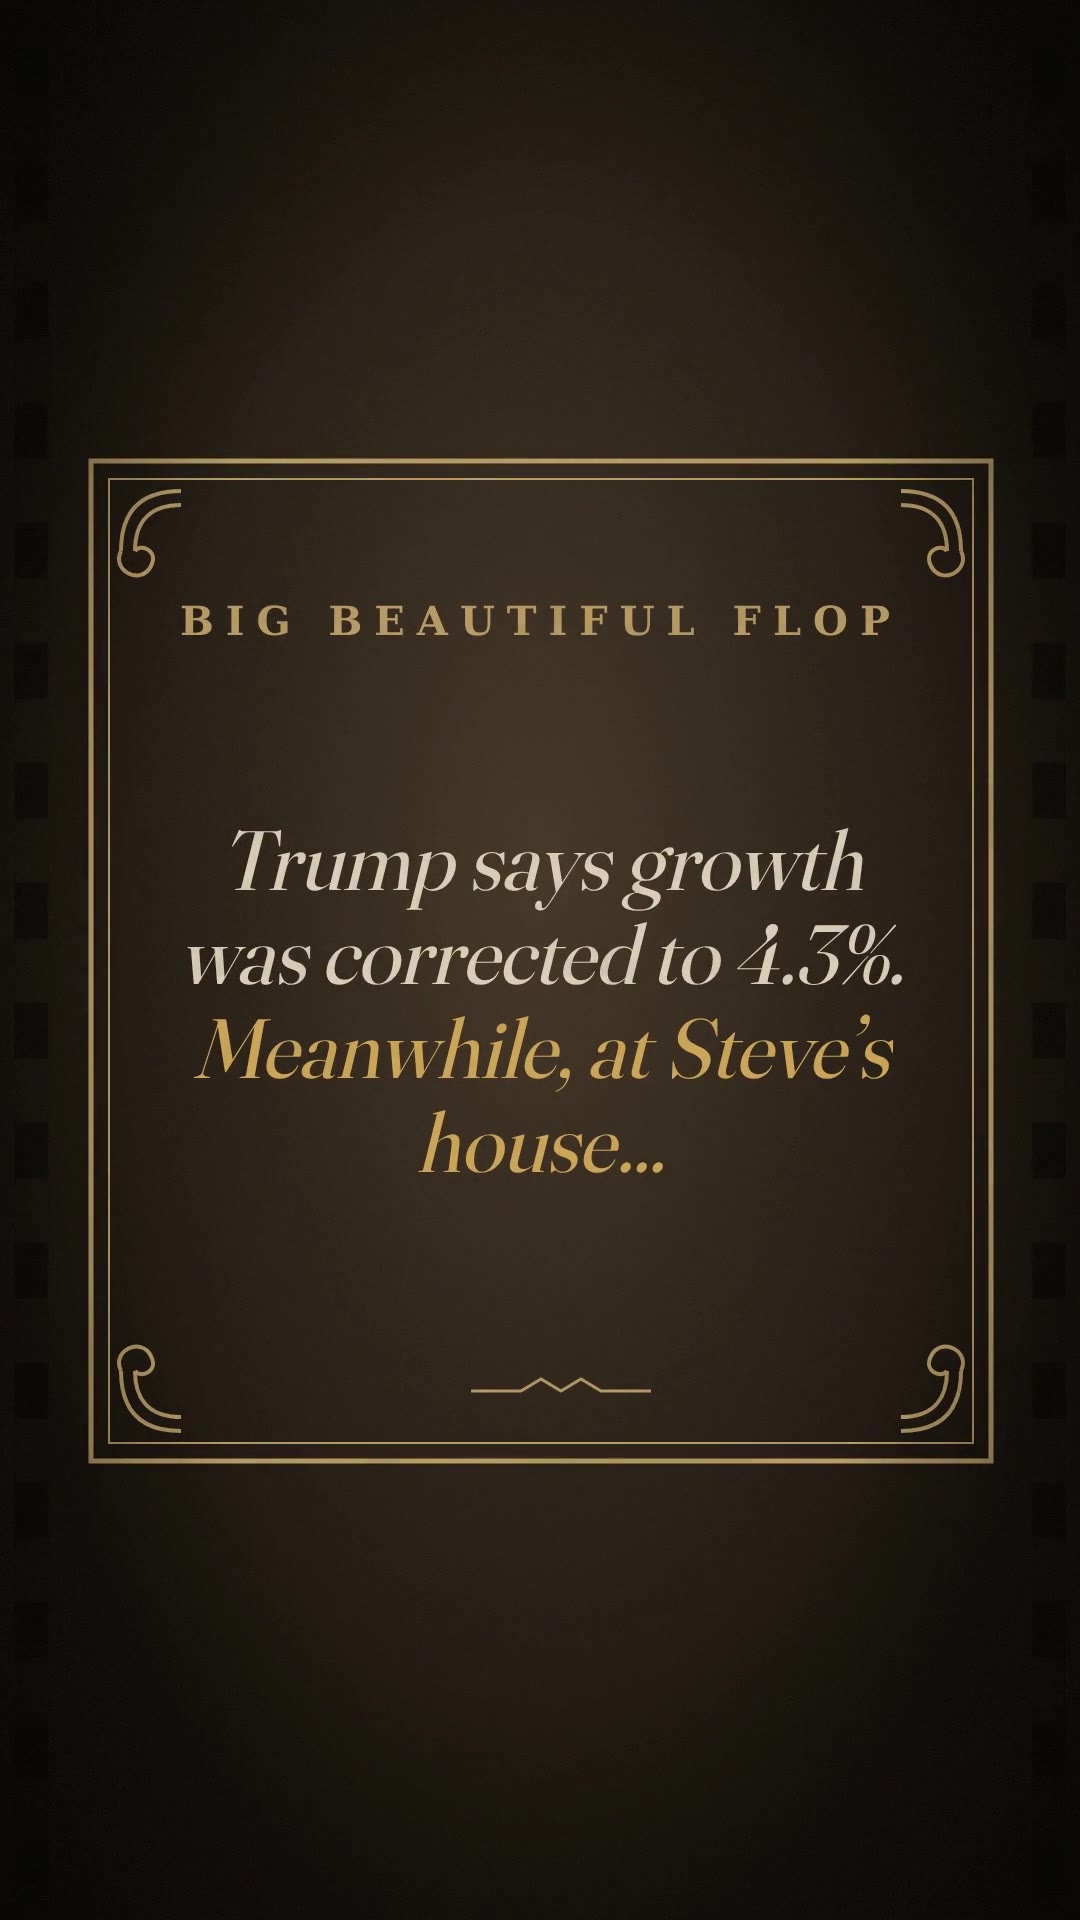 BIG BEAUTIFUL FLOP
Trump says growth
was corrected to 4.3%.
Meanwhile, at Steve’s
house...